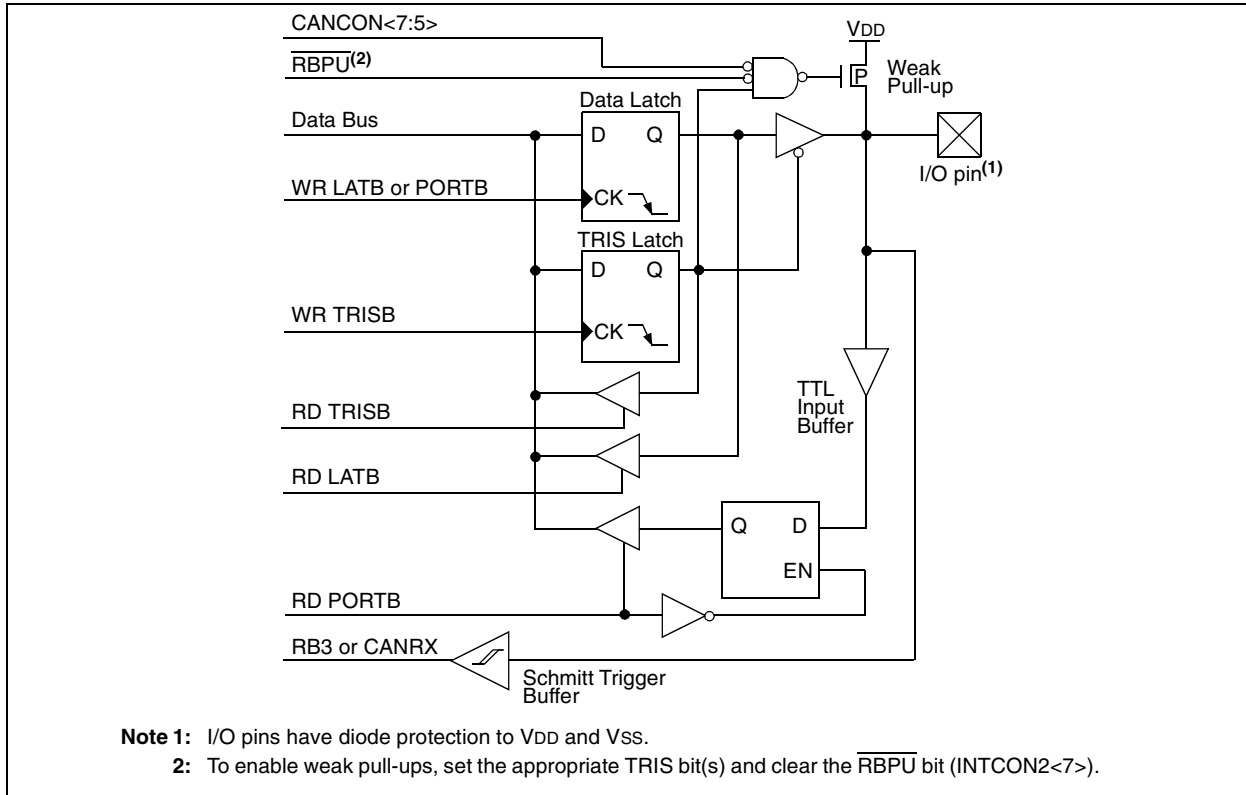 CANCON<7:5>
VDD
RBPU(2)
P
Weak
Pull-up
Data Latch
Data Bus
D Q
I/O pin(1)
WR LATB or PORTB
CK
TRIS Latch
D Q
WR TRISB
CK
TTL
Input
Buffer
RD TRISB
RD LATB
Q D
EN
RD PORTB
RB3 or CANRX
Schmitt Trigger
Buffer
Note 1: I/O pins have diode protection to VDD and VSS.
2: To enable weak pull-ups, set the appropriate TRIS bit(s) and clear the RBPU bit (INTCON2<7>).